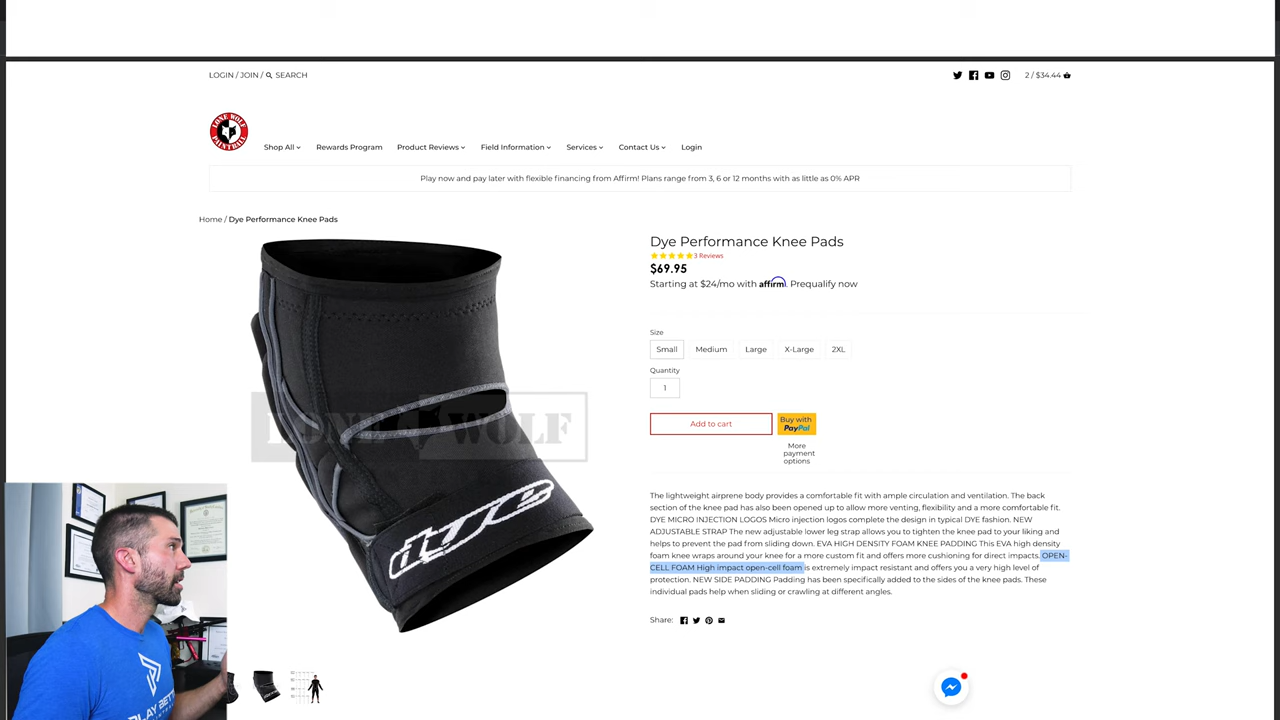 LOGIN / JOIN / SEARCH
2 / $34.44
LONE WOLF
PAINTBALL
Shop All
Rewards Program
Product Reviews
Field Information
Services
Contact Us
Login
Play now and pay later with flexible financing from Affirm! Plans range from 3, 6 or 12 months with as little as 0% APR
Home / Dye Performance Knee Pads
Dye Performance Knee Pads
3 Reviews
$69.95
Starting at $24/mo with affirm. Prequalify now
Size
Small Medium Large X-Large 2XL
Quantity
1
Add to cart
Buy with
PayPal
More
payment
options
LONE WOLF
dye
The lightweight airprene body provides a comfortable fit with ample circulation and ventilation. The back
section of the knee pad has also been opened up to allow more venting, flexibility and a more comfortable fit.
DYE MICRO INJECTION LOGOS Micro injection logos complete the design in typical DYE fashion. NEW
ADJUSTABLE STRAP The new adjustable lower leg strap allows you to tighten the knee pad to your liking and
helps to prevent the pad from sliding down. EVA HIGH DENSITY FOAM KNEE PADDING This EVA high density
foam knee wraps around your knee for a more custom fit and offers more cushioning for direct impacts. OPEN-
CELL FOAM High impact open-cell foam is extremely impact resistant and offers you a very high level of
protection. NEW SIDE PADDING Padding has been specifically added to the sides of the knee pads. These
individual pads help when sliding or crawling at different angles.
Share:
PLAY BETTER